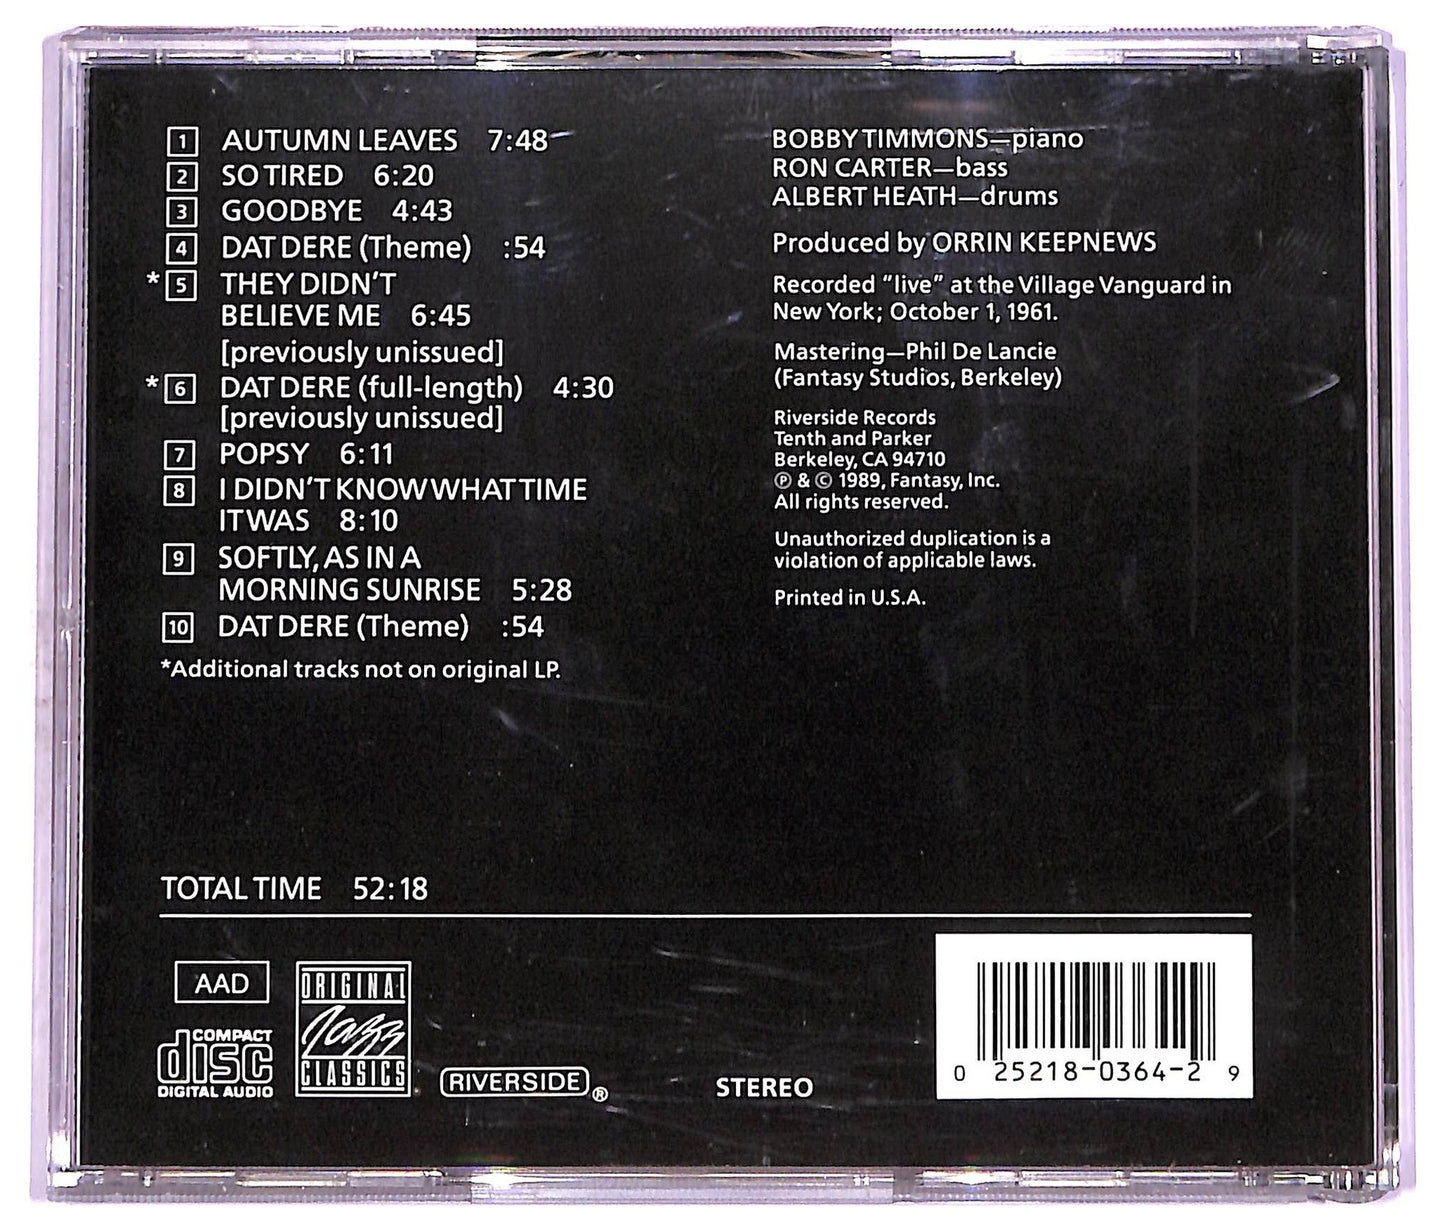 1 AUTUMN LEAVES 7:48
2 SO TIRED 6:20
3 GOODBYE 4:43
4 DAT DERE (Theme) :54
*5 THEY DIDN'T
BELIEVE ME 6:45
[previously unissued]
*6 DAT DERE (full-length) 4:30
[previously unissued]
7 POPSY 6:11
8 I DIDN'T KNOW WHAT TIME
IT WAS 8:10
9 SOFTLY, AS IN A
MORNING SUNRISE 5:28
10 DAT DERE (Theme) :54
*Additional tracks not on original LP.
BOBBY TIMMONS—piano
RON CARTER—bass
ALBERT HEATH—drums
Produced by ORRIN KEEPNEWS
Recorded "live" at the Village Vanguard in
New York; October 1, 1961.
Mastering—Phil De Lancie
(Fantasy Studios, Berkeley)
Riverside Records
Tenth and Parker
Berkeley, CA 94710
℗ & © 1989, Fantasy, Inc.
All rights reserved.
Unauthorized duplication is a
violation of applicable laws.
Printed in U.S.A.
TOTAL TIME 52:18
AAD
COMPACT
disc
DIGITAL AUDIO
ORIGINAL
Jazz
CLASSICS
RIVERSIDE®
STEREO
0 25218-0364-2 9